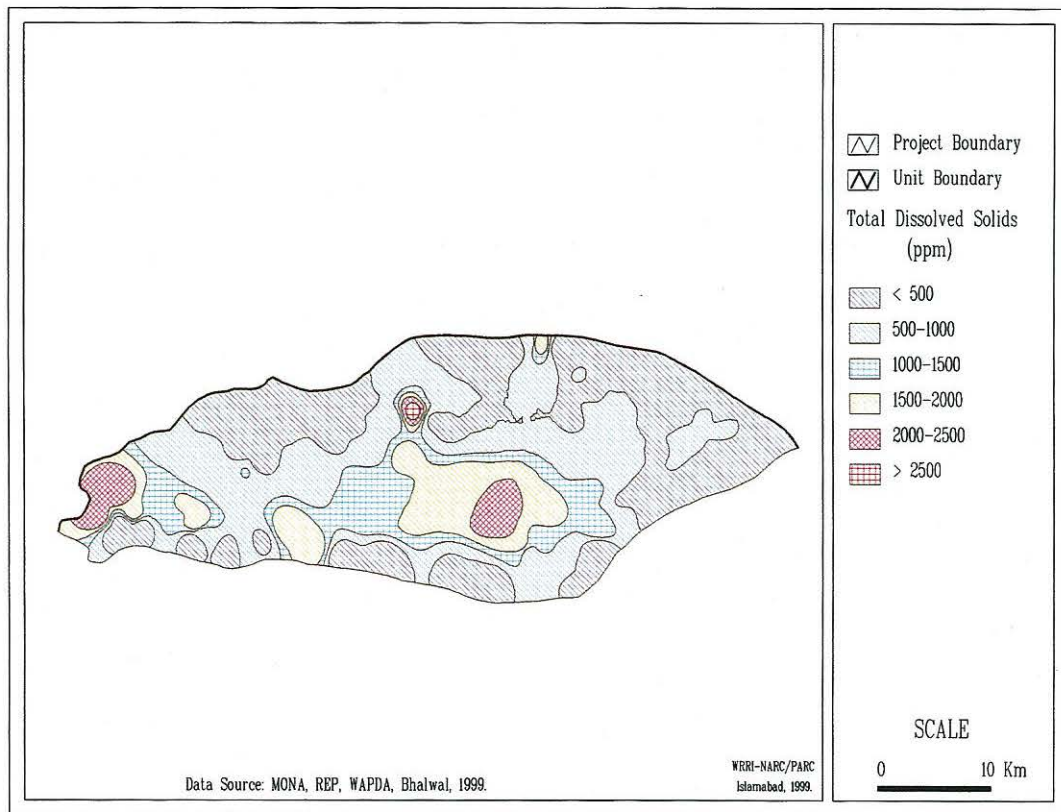 Project Boundary
Unit Boundary
Total Dissolved Solids
(ppm)
< 500
500-1000
1000-1500
1500-2000
2000-2500
> 2500
SCALE
0 10 Km
Data Source: MONA, REP, WAPDA, Bhalwal, 1999.
WRRI-NARC/PARC
Islamabad, 1999.